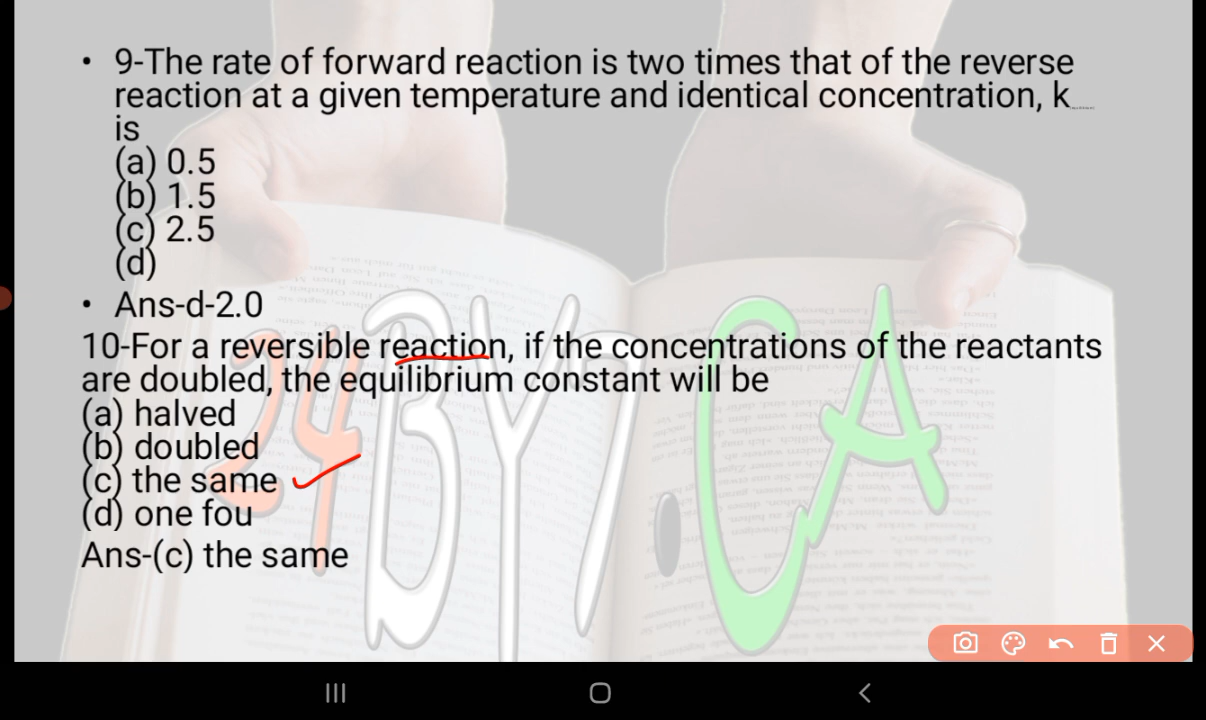 • 9-The rate of forward reaction is two times that of the reverse
reaction at a given temperature and identical concentration, k
is
(a) 0.5
(b) 1.5
(c) 2.5
(d)
• Ans-d-2.0
10-For a reversible reaction, if the concentrations of the reactants
are doubled, the equilibrium constant will be
(a) halved
(b) doubled
(c) the same
(d) one fou
Ans-(c) the same
24BY7.CA